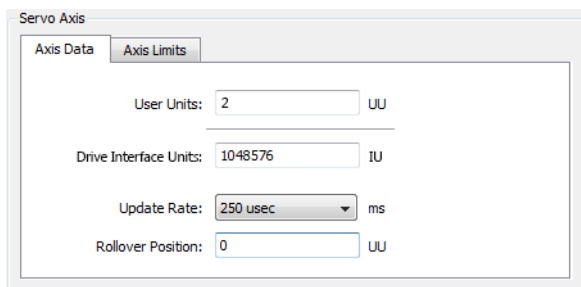 Servo Axis
Axis Data Axis Limits
User Units: 2 UU
Drive Interface Units: 1048576 IU
Update Rate: 250 usec ms
Rollover Position: 0 UU